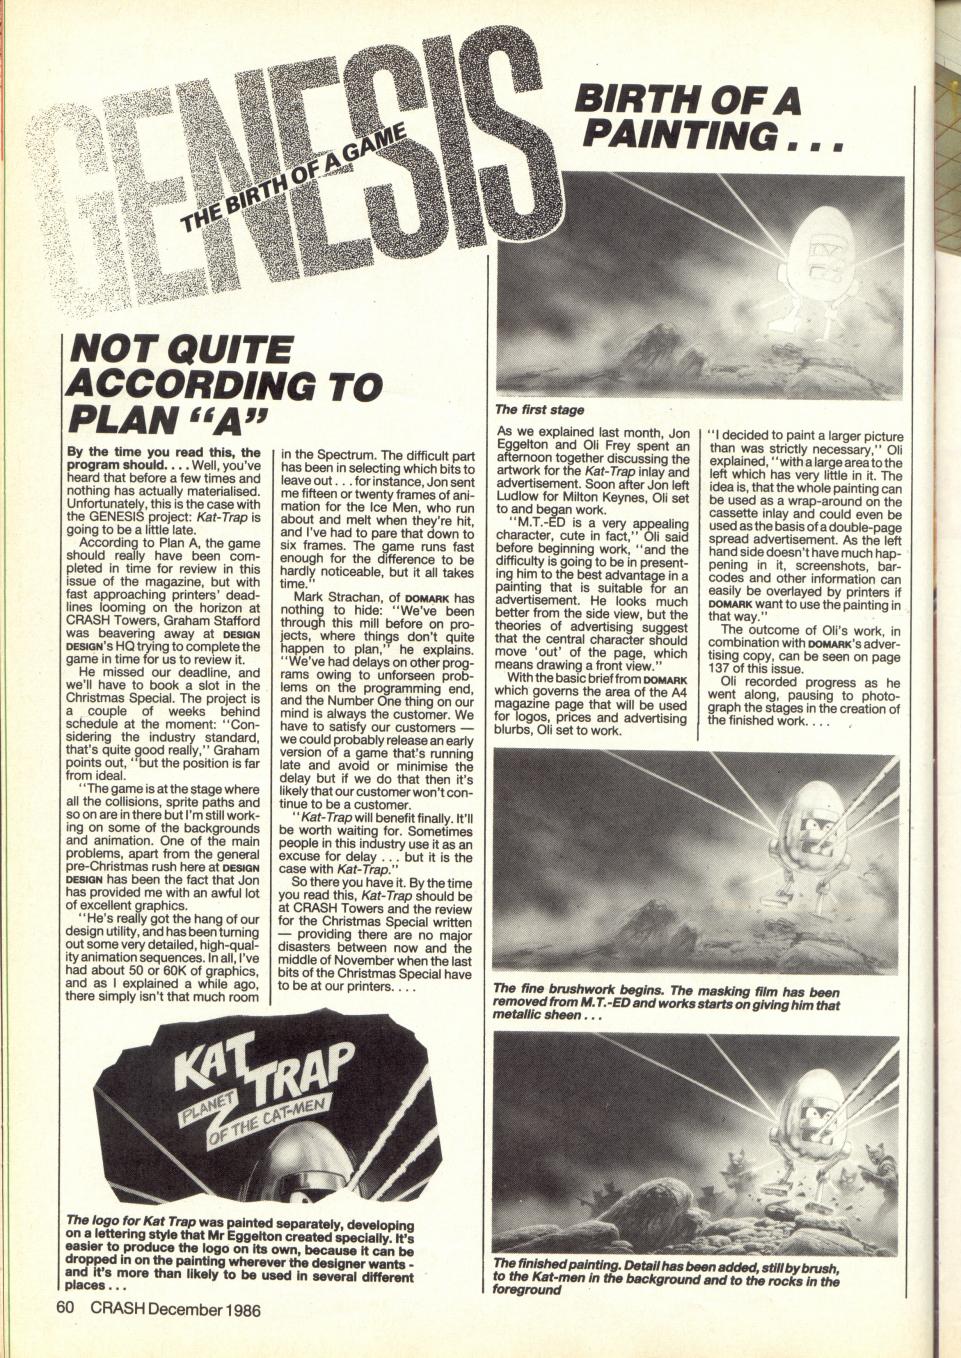 GENESIS
THE BIRTH OF A GAME
NOT QUITE
ACCORDING TO
PLAN "A"
By the time you read this, the
program should. . . . Well, you've
heard that before a few times and
nothing has actually materialised.
Unfortunately, this is the case with
the GENESIS project: Kat-Trap is
going to be a little late.
According to Plan A, the game
should really have been com-
pleted in time for review in this
issue of the magazine, but with
fast approaching printers' dead-
lines looming on the horizon at
CRASH Towers, Graham Stafford
was beavering away at DESIGN
DESIGN's HQ trying to complete the
game in time for us to review it.
He missed our deadline, and
we'll have to book a slot in the
Christmas Special. The project is
a couple of weeks behind
schedule at the moment: "Con-
sidering the industry standard,
that's quite good really," Graham
points out, "but the position is far
from ideal.
"The game is at the stage where
all the collisions, sprite paths and
so on are in there but I'm still work-
ing on some of the backgrounds
and animation. One of the main
problems, apart from the general
pre-Christmas rush here at DESIGN
DESIGN has been the fact that Jon
has provided me with an awful lot
of excellent graphics.
"He's really got the hang of our
design utility, and has been turning
out some very detailed, high-qual-
ity animation sequences. In all, I've
had about 50 or 60K of graphics,
and as I explained a while ago,
there simply isn't that much room
in the Spectrum. The difficult part
has been in selecting which bits to
leave out . . . for instance, Jon sent
me fifteen or twenty frames of ani-
mation for the Ice Men, who run
about and melt when they're hit,
and I've had to pare that down to
six frames. The game runs fast
enough for the difference to be
hardly noticeable, but it all takes
time."
Mark Strachan, of DOMARK has
nothing to hide: "We've been
through this mill before on pro-
jects, where things don't quite
happen to plan," he explains.
"We've had delays on other prog-
rams owing to unforseen prob-
lems on the programming end,
and the Number One thing on our
mind is always the customer. We
have to satisfy our customers —
we could probably release an early
version of a game that's running
late and avoid or minimise the
delay but if we do that then it's
likely that our customer won't con-
tinue to be a customer.
"Kat-Trap will benefit finally. It'll
be worth waiting for. Sometimes
people in this industry use it as an
excuse for delay . . . but it is the
case with Kat-Trap."
So there you have it. By the time
you read this, Kat-Trap should be
at CRASH Towers and the review
for the Christmas Special written
— providing there are no major
disasters between now and the
middle of November when the last
bits of the Christmas Special have
to be at our printers. . . .
KAT
TRAP
PLANET
OF THE CAT-MEN
The logo for Kat Trap was painted separately, developing
on a lettering style that Mr Eggelton created specially. It's
easier to produce the logo on its own, because it can be
dropped in on the painting wherever the designer wants -
and it's more than likely to be used in several different
places . . .
BIRTH OF A
PAINTING . . .
The first stage
As we explained last month, Jon
Eggelton and Oli Frey spent an
afternoon together discussing the
artwork for the Kat-Trap inlay and
advertisement. Soon after Jon left
Ludlow for Milton Keynes, Oli set
to and began work.
"M.T.-ED is a very appealing
character, cute in fact," Oli said
before beginning work, "and the
difficulty is going to be in present-
ing him to the best advantage in a
painting that is suitable for an
advertisement. He looks much
better from the side view, but the
theories of advertising suggest
that the central character should
move 'out' of the page, which
means drawing a front view."
With the basic brief from DOMARK
which governs the area of the A4
magazine page that will be used
for logos, prices and advertising
blurbs, Oli set to work.
"I decided to paint a larger picture
than was strictly necessary," Oli
explained, "with a large area to the
left which has very little in it. The
idea is, that the whole painting can
be used as a wrap-around on the
cassette inlay and could even be
used as the basis of a double-page
spread advertisement. As the left
hand side doesn't have much hap-
pening in it, screenshots, bar-
codes and other information can
easily be overlayed by printers if
DOMARK want to use the painting in
that way."
The outcome of Oli's work, in
combination with DOMARK's adver-
tising copy, can be seen on page
137 of this issue.
Oli recorded progress as he
went along, pausing to photo-
graph the stages in the creation of
the finished work. . . .
The fine brushwork begins. The masking film has been
removed from M.T.-ED and works starts on giving him that
metallic sheen . . .
The finished painting. Detail has been added, still by brush,
to the Kat-men in the background and to the rocks in the
foreground
60 CRASH December 1986